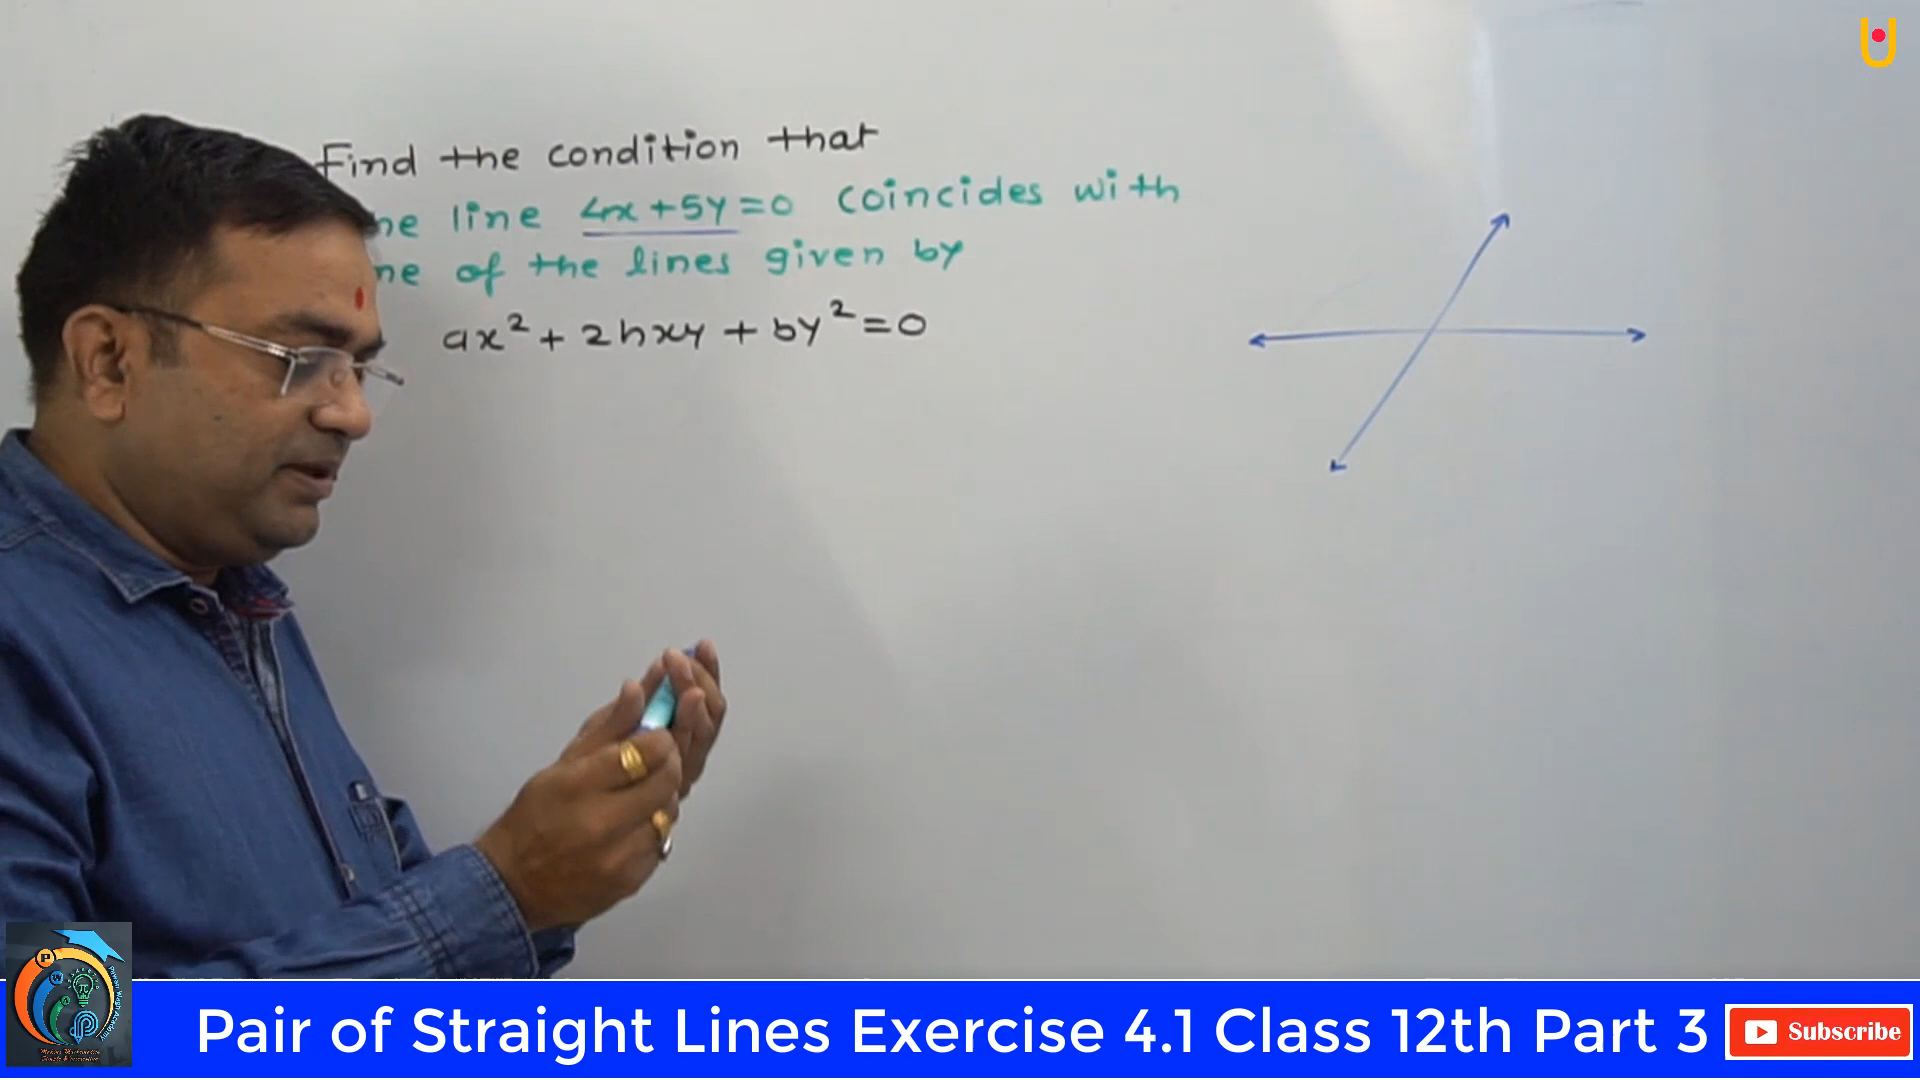 Find the condition that
line 4x+5y=0 coincides with
of the lines given by
ax²+2hxy+by²=0
Pair of Straight Lines Exercise 4.1 Class 12th Part 3
Subscribe